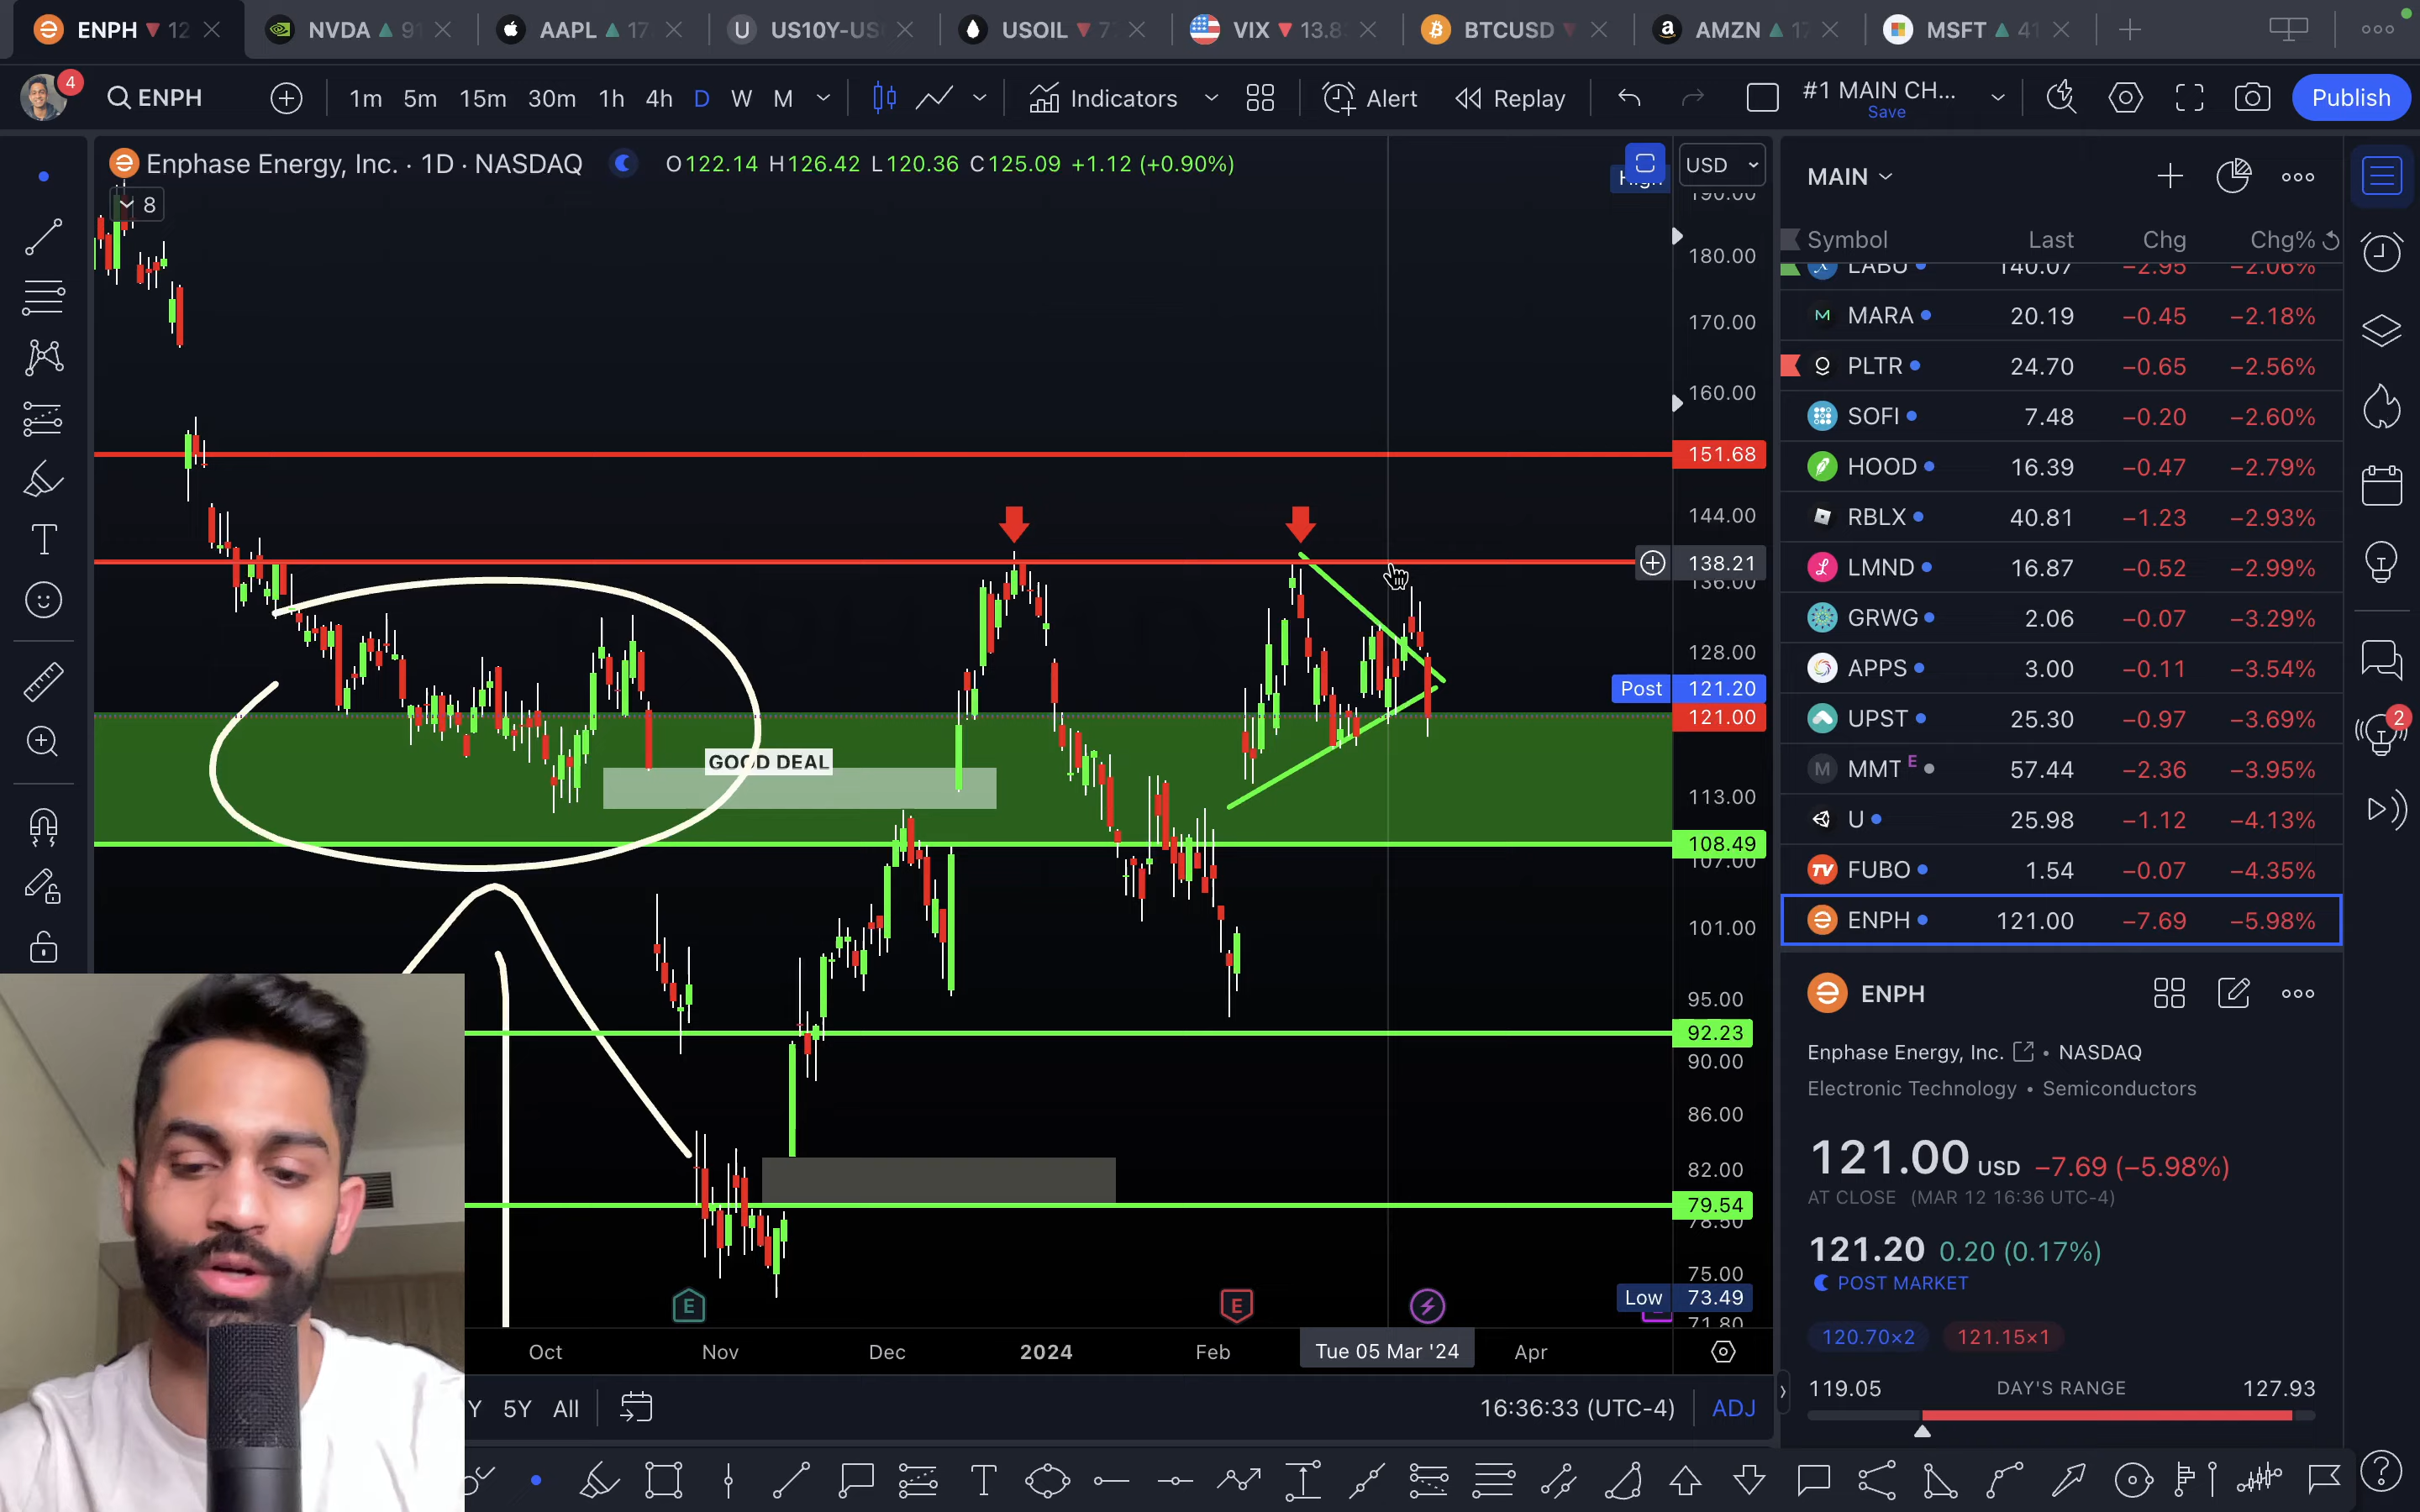 ENPH ▼ 12
NVDA ▲ 91
AAPL ▲ 17
U US10Y-US
USOIL ▼ 7
VIX ▼ 13.8
BTCUSD ▼
AMZN ▲ 17
MSFT ▲ 41
4
ENPH
1m 5m 15m 30m 1h 4h D W M
Indicators
Alert
Replay
#1 MAIN CH...
Save
Publish
Enphase Energy, Inc. · 1D · NASDAQ
O122.14 H126.42 L120.36 C125.09 +1.12 (+0.90%)
8
High
USD
190.00
180.00
170.00
160.00
151.68
144.00
138.21
136.00
128.00
Post 121.20
121.00
GOOD DEAL
113.00
108.49
107.00
101.00
95.00
92.23
90.00
86.00
82.00
79.54
78.50
75.00
Low 73.49
71.80
E
E
Oct Nov Dec 2024 Feb Tue 05 Mar '24 Apr
Y 5Y All
16:36:33 (UTC-4) ADJ
MAIN
Symbol Last Chg Chg%
LABU 140.07 −2.95 −2.06%
MARA 20.19 −0.45 −2.18%
PLTR 24.70 −0.65 −2.56%
SOFI 7.48 −0.20 −2.60%
HOOD 16.39 −0.47 −2.79%
RBLX 40.81 −1.23 −2.93%
LMND 16.87 −0.52 −2.99%
GRWG 2.06 −0.07 −3.29%
APPS 3.00 −0.11 −3.54%
UPST 25.30 −0.97 −3.69%
M MMT E 57.44 −2.36 −3.95%
U 25.98 −1.12 −4.13%
FUBO 1.54 −0.07 −4.35%
ENPH 121.00 −7.69 −5.98%
2
ENPH
Enphase Energy, Inc. • NASDAQ
Electronic Technology • Semiconductors
121.00 USD −7.69 (−5.98%)
AT CLOSE (MAR 12 16:36 UTC-4)
121.20 0.20 (0.17%)
POST MARKET
120.70×2 121.15×1
119.05 DAY'S RANGE 127.93